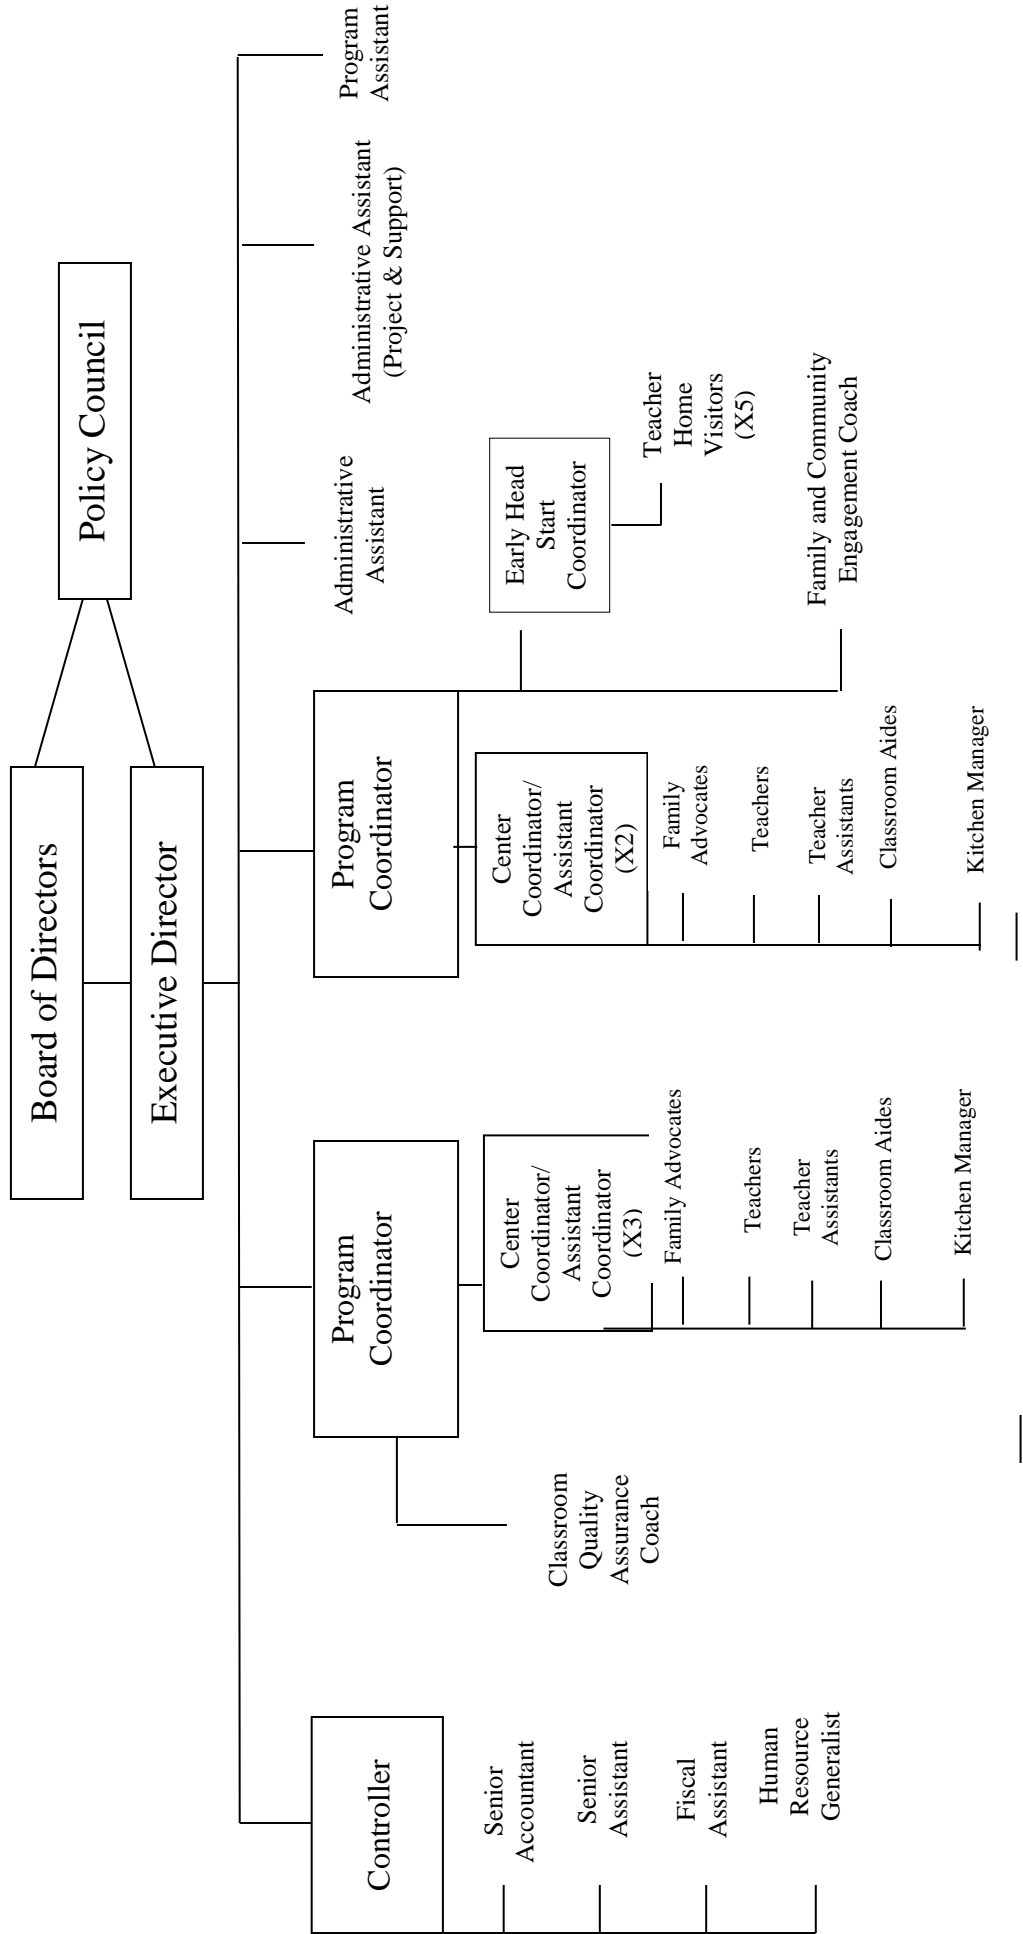 Board of Directors
Policy Council
Executive Director
Controller
Senior
Accountant
Senior
Assistant
Fiscal
Assistant
Human
Resource
Generalist
Program
Coordinator
Classroom
Quality
Assurance
Coach
Center
Coordinator/
Assistant
Coordinator
(X3)
Family Advocates
Teachers
Teacher
Assistants
Classroom Aides
Kitchen Manager
Program
Coordinator
Center
Coordinator/
Assistant
Coordinator
(X2)
Family
Advocates
Teachers
Teacher
Assistants
Classroom Aides
Kitchen Manager
Early Head
Start
Coordinator
Teacher
Home
Visitors
(X5)
Family and Community
Engagement Coach
Administrative
Assistant
Administrative Assistant
(Project & Support)
Program
Assistant